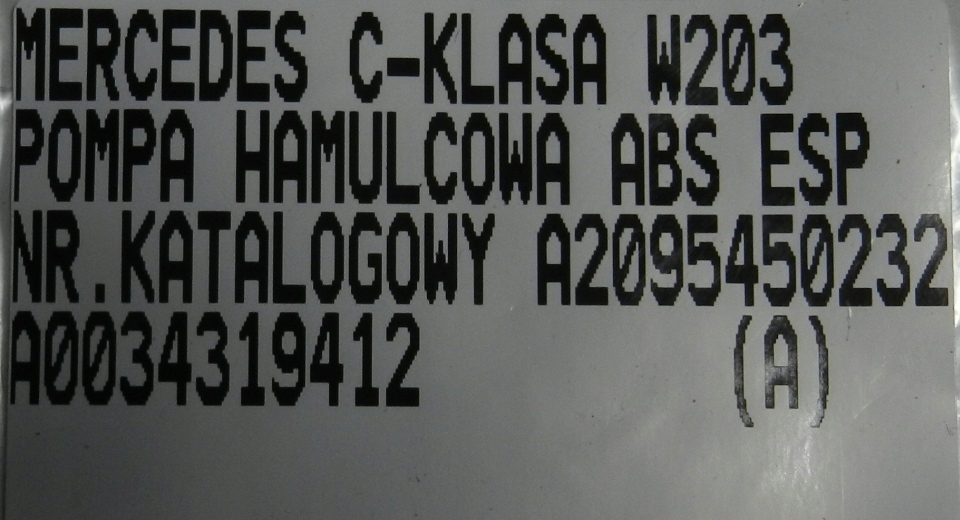 MERCEDES C-KLASA W203
POMPA HAMULCOWA ABS ESP
NR.KATALOGOWY A2095450232
A0034319412 (A)